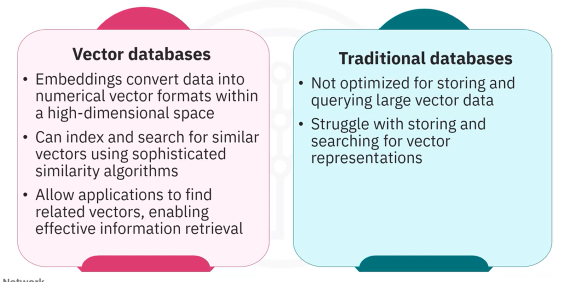 Vector databases
• Embeddings convert data into
numerical vector formats within
a high-dimensional space
• Can index and search for similar
vectors using sophisticated
similarity algorithms
• Allow applications to find
related vectors, enabling
effective information retrieval
Traditional databases
• Not optimized for storing and
querying large vector data
• Struggle with storing and
searching for vector
representations
Network